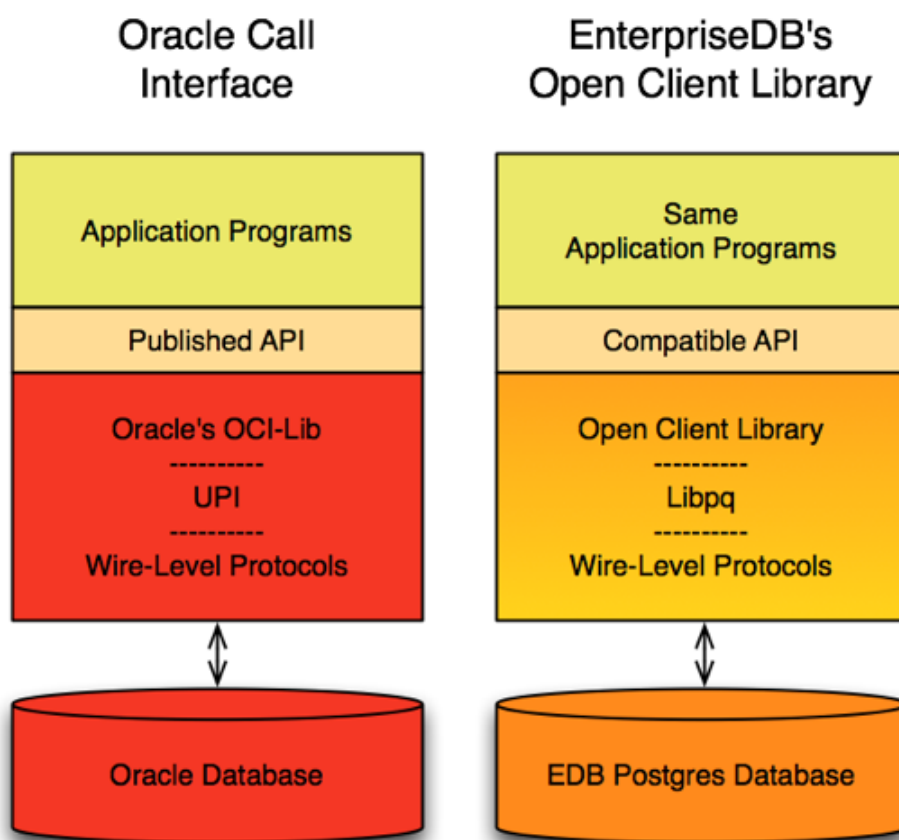 Oracle Call
Interface
Application Programs
Published API
Oracle's OCI-Lib
----------
UPI
----------
Wire-Level Protocols
Oracle Database
EnterpriseDB's
Open Client Library
Same
Application Programs
Compatible API
Open Client Library
----------
Libpq
----------
Wire-Level Protocols
EDB Postgres Database